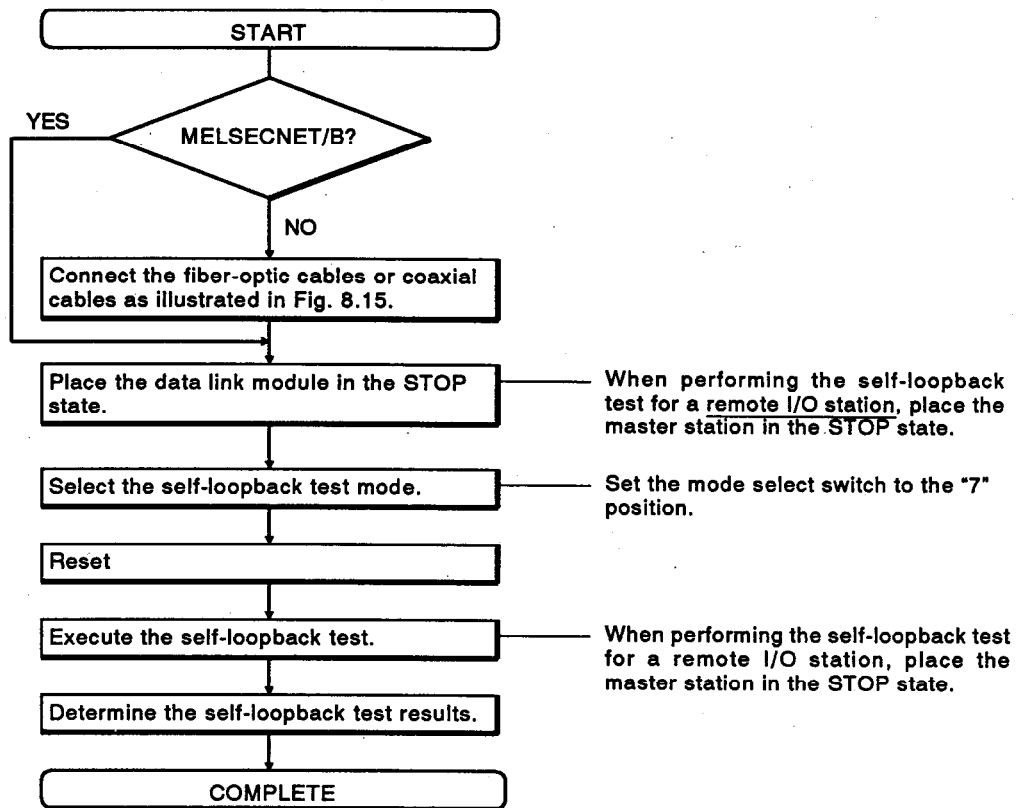 START
YES
MELSECNET/B?
NO
Connect the fiber-optic cables or coaxial
cables as illustrated in Fig. 8.15.
Place the data link module in the STOP
state.
When performing the self-loopback
test for a remote I/O station, place the
master station in the STOP state.
Select the self-loopback test mode.
Set the mode select switch to the "7"
position.
Reset
Execute the self-loopback test.
When performing the self-loopback test
for a remote I/O station, place the
master station in the STOP state.
Determine the self-loopback test results.
COMPLETE